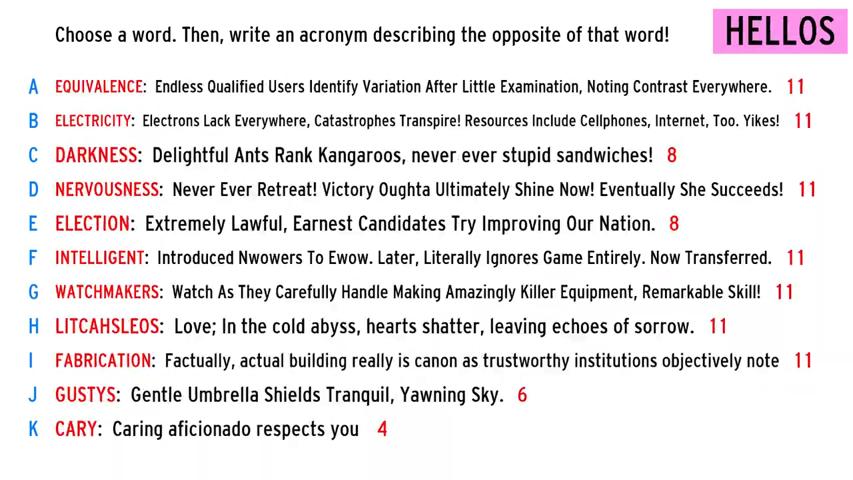 Choose a word. Then, write an acronym describing the opposite of that word!
HELLOS
A EQUIVALENCE: Endless Qualified Users Identify Variation After Little Examination, Noting Contrast Everywhere. 11
B ELECTRICITY: Electrons Lack Everywhere, Catastrophes Transpire! Resources Include Cellphones, Internet, Too. Yikes! 11
C DARKNESS: Delightful Ants Rank Kangaroos, never ever stupid sandwiches! 8
D NERVOUSNESS: Never Ever Retreat! Victory Oughta Ultimately Shine Now! Eventually She Succeeds! 11
E ELECTION: Extremely Lawful, Earnest Candidates Try Improving Our Nation. 8
F INTELLIGENT: Introduced Nwowers To Ewow. Later, Literally Ignores Game Entirely. Now Transferred. 11
G WATCHMAKERS: Watch As They Carefully Handle Making Amazingly Killer Equipment, Remarkable Skill! 11
H LITCAHSLEOS: Love; In the cold abyss, hearts shatter, leaving echoes of sorrow. 11
I FABRICATION: Factually, actual building really is canon as trustworthy institutions objectively note 11
J GUSTYS: Gentle Umbrella Shields Tranquil, Yawning Sky. 6
K CARY: Caring aficionado respects you 4